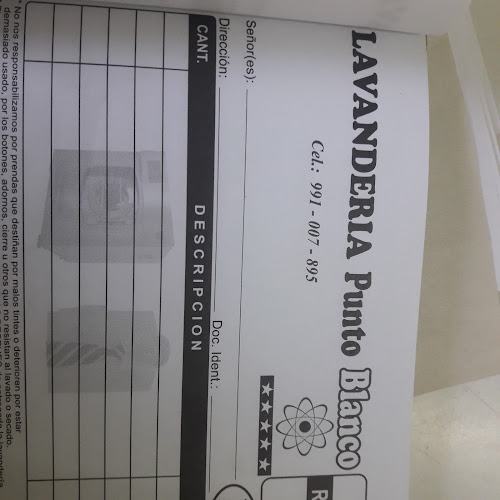 LAVANDERIA Punto Blanco
Cel.: 991 - 007 - 895
R
Señor(es):
Dirección: Doc. Ident.:
CANT. DESCRIPCION
* No nos responsabilizamos por prendas que destiñan por malos tintes o deterioren por estar
demasiado usado, por los botones, adornos, cierre u otros que no resistan al lavado o secado.